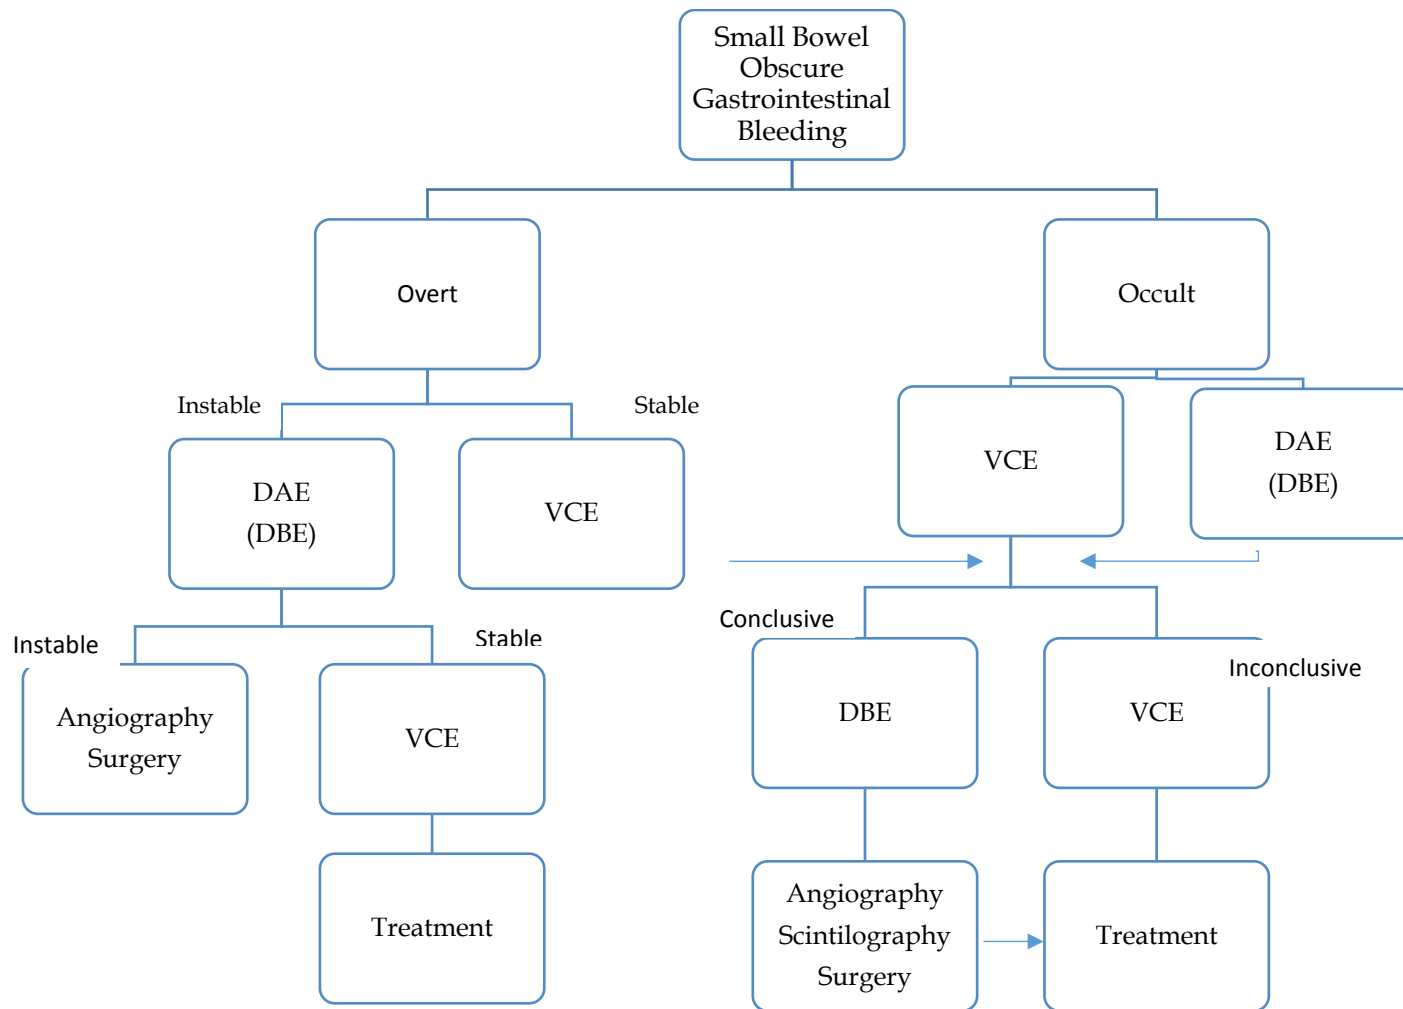 Small Bowel
Obscure
Gastrointestinal
Bleeding
Overt
Occult
Instable
Stable
DAE
(DBE)
VCE
VCE
DAE
(DBE)
Instable
Stable
Conclusive
Inconclusive
Angiography
Surgery
VCE
DBE
VCE
Treatment
Angiography
Scintilography
Surgery
Treatment